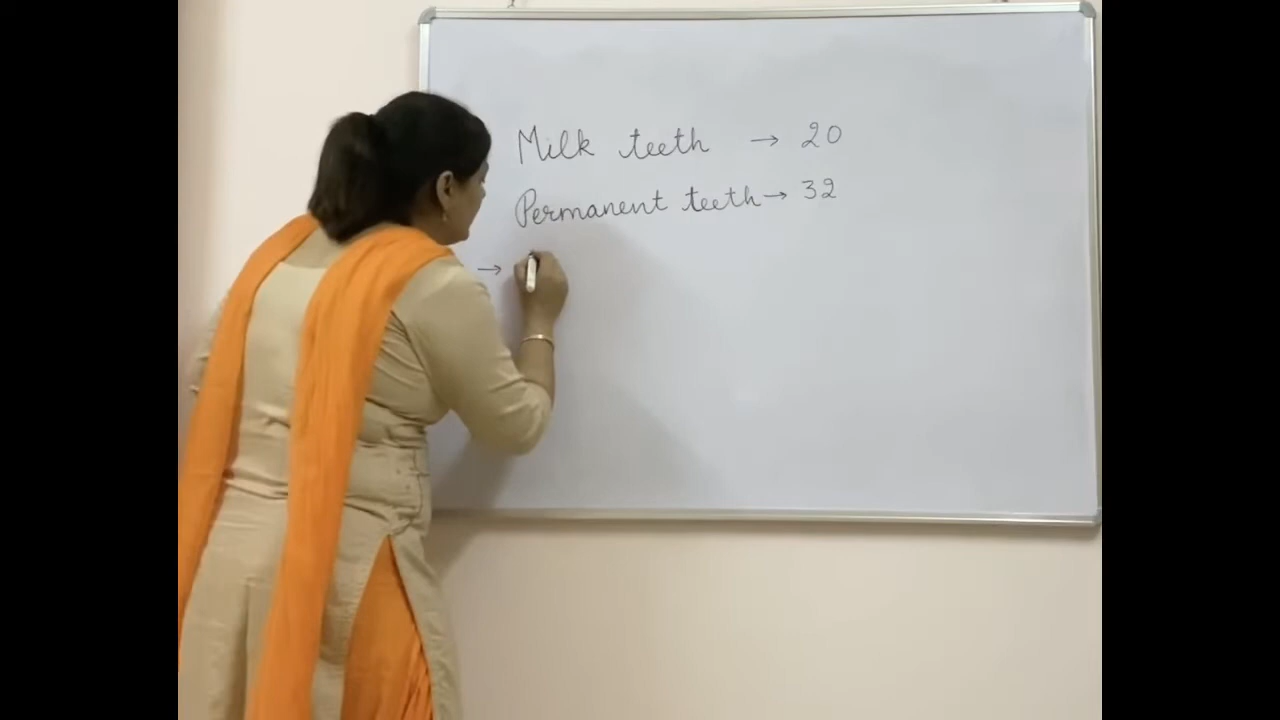 Milk teeth → 20
Permanent teeth → 32
→